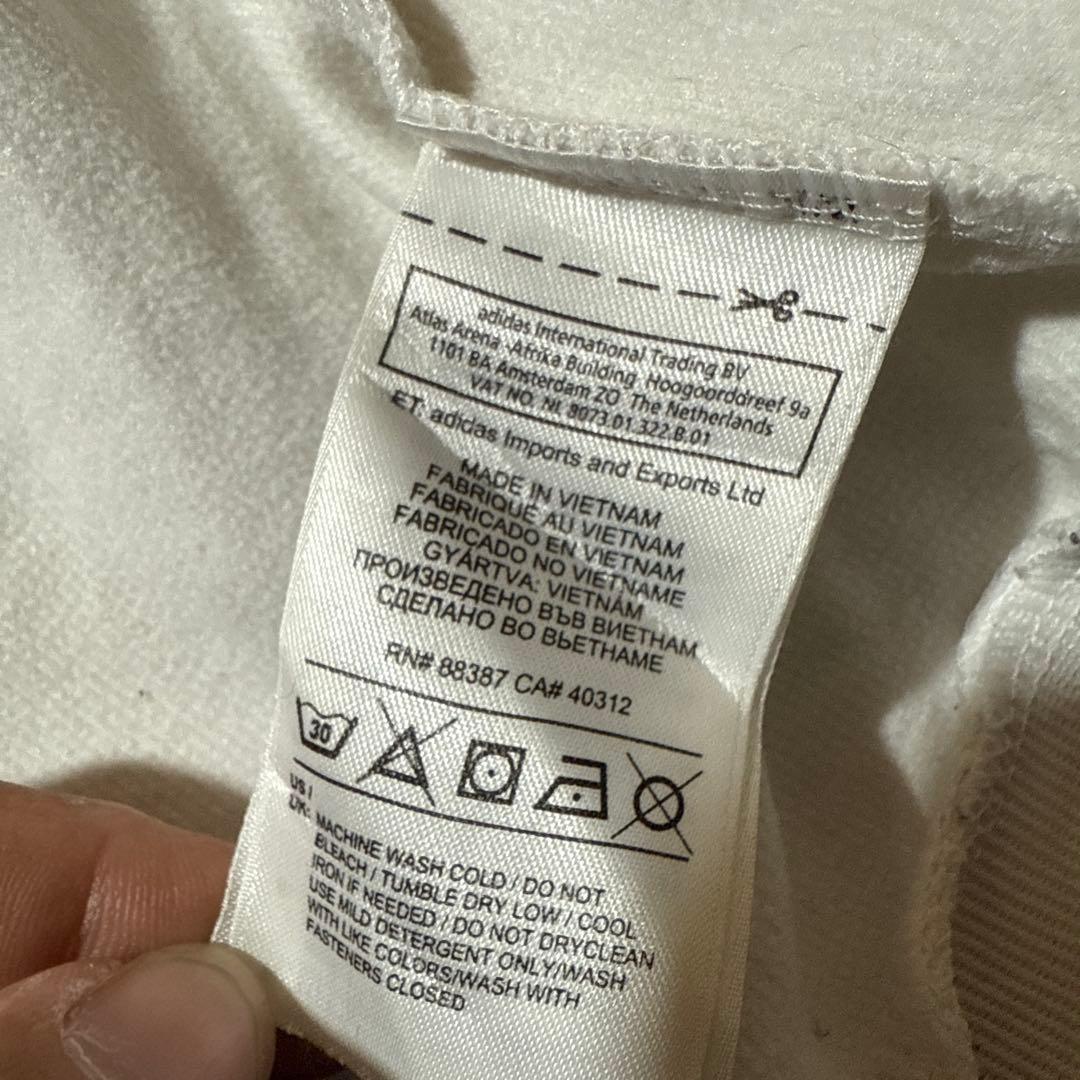 adidas International Trading BV
Atlas Arena -Afrika Building Hoogoorddreef 9a
1101 BA Amsterdam ZO The Netherlands
VAT NO. NL 8073.01.322.B.01
ET. adidas Imports and Exports Ltd
MADE IN VIETNAM
FABRIQUÉ AU VIETNAM
FABRICADO EN VIETNAM
FABRICADO NO VIETNAME
GYÁRTVA: VIETNÁM
ПРОИЗВЕДЕНО ВЪВ ВИЕТНАМ
СДЕЛАНО ВО ВЬЕТНАМЕ
RN# 88387 CA# 40312
30
US /
UK: MACHINE WASH COLD / DO NOT
BLEACH / TUMBLE DRY LOW / COOL
IRON IF NEEDED / DO NOT DRYCLEAN
USE MILD DETERGENT ONLY/WASH
WITH LIKE COLORS/WASH WITH
FASTENERS CLOSED